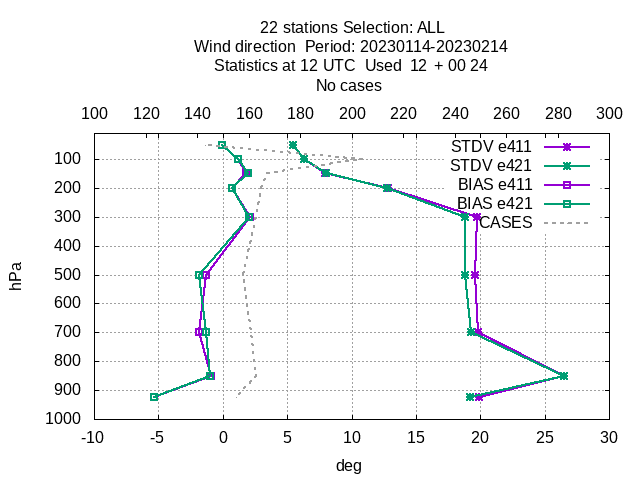 22 stations Selection: ALL
Wind direction  Period: 20230114-20230214
Statistics at 12 UTC  Used  12  + 00 24
No cases
100 120 140 160 180 200 220 240 260 280 300
STDV e411
STDV e421
BIAS e411
BIAS e421
CASES
hPa
100
200
300
400
500
600
700
800
900
1000
-10 -5 0 5 10 15 20 25 30
deg